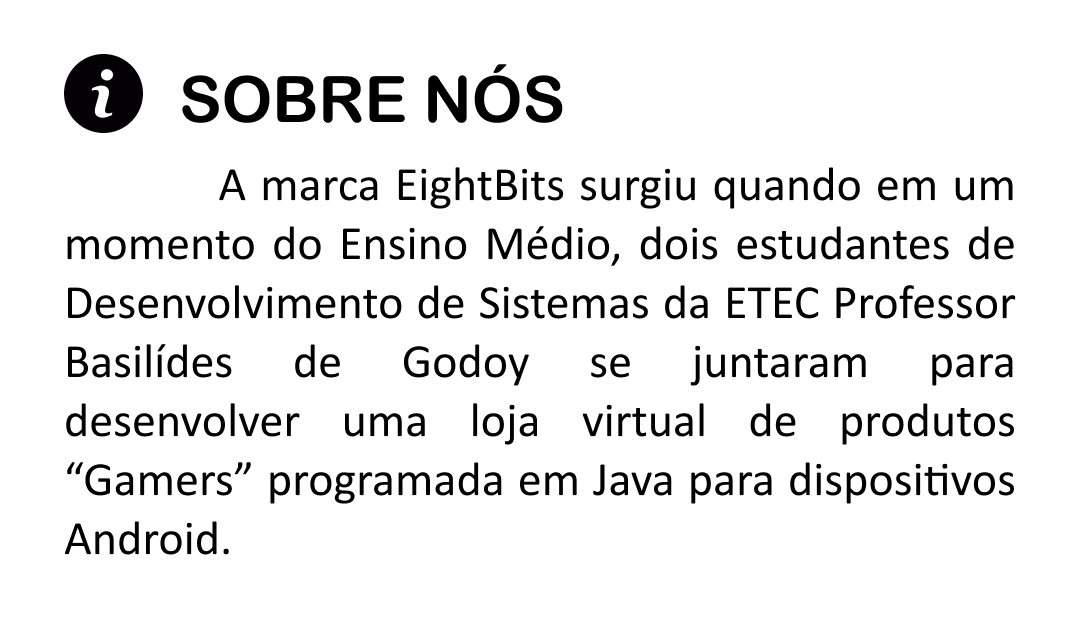 i SOBRE NÓS
A marca EightBits surgiu quando em um
momento do Ensino Médio, dois estudantes de
Desenvolvimento de Sistemas da ETEC Professor
Basilídes de Godoy se juntaram para
desenvolver uma loja virtual de produtos
“Gamers” programada em Java para dispositivos
Android.